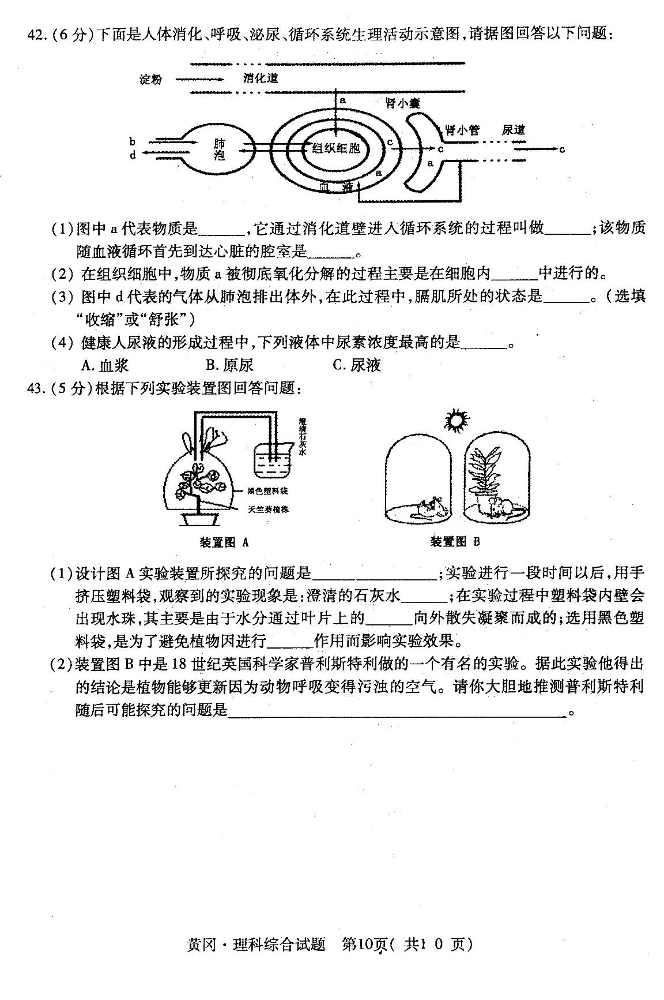 42.(6分)下面是人体消化、呼吸、泌尿、循环系统生理活动示意图,请据图回答以下问题:
淀粉 消化道
a 肾小囊
b 肺泡 组织细胞 c c 肾小管 尿道
d a a c
血液
(1)图中a代表物质是______,它通过消化道壁进入循环系统的过程叫做______;该物质
随血液循环首先到达心脏的腔室是______。
(2) 在组织细胞中,物质a被彻底氧化分解的过程主要是在细胞内______中进行的。
(3) 图中d代表的气体从肺泡排出体外,在此过程中,膈肌所处的状态是______。(选填
“收缩”或“舒张”)
(4) 健康人尿液的形成过程中,下列液体中尿素浓度最高的是______。
A.血浆 B.原尿 C.尿液
43.(5分)根据下列实验装置图回答问题:
澄清石灰水
黑色塑料袋
天竺葵植株
装置图 A 装置图 B
(1)设计图A实验装置所探究的问题是________________;实验进行一段时间以后,用手
挤压塑料袋,观察到的实验现象是:澄清的石灰水______;在实验过程中塑料袋内壁会
出现水珠,其主要是由于水分通过叶片上的______向外散失凝聚而成的;选用黑色塑
料袋,是为了避免植物因进行______作用而影响实验效果。
(2)装置图B中是18世纪英国科学家普利斯特利做的一个有名的实验。据此实验他得出
的结论是植物能够更新因为动物呼吸变得污浊的空气。请你大胆地推测普利斯特利
随后可能探究的问题是____________________________________________。
黄冈·理科综合试题 第10页( 共1 0 页)